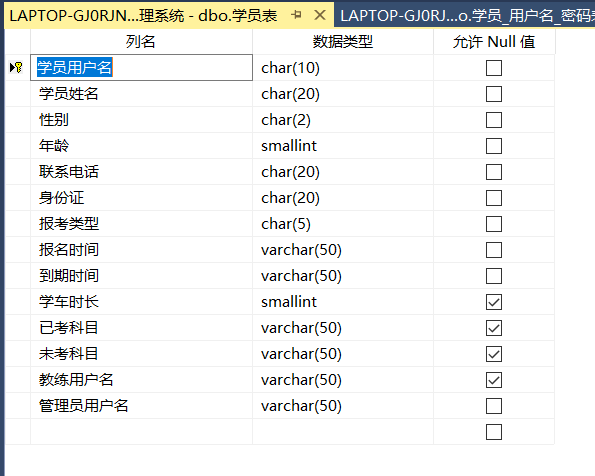 LAPTOP-GJ0RJN...理系统 - dbo.学员表 LAPTOP-GJ0RJ...o.学员_用户名_密码表
列名 数据类型 允许 Null 值
学员用户名 char(10)
学员姓名 char(20)
性别 char(2)
年龄 smallint
联系电话 char(20)
身份证 char(20)
报考类型 char(5)
报名时间 varchar(50)
到期时间 varchar(50)
学车时长 smallint
已考科目 varchar(50)
未考科目 varchar(50)
教练用户名 varchar(50)
管理员用户名 varchar(50)